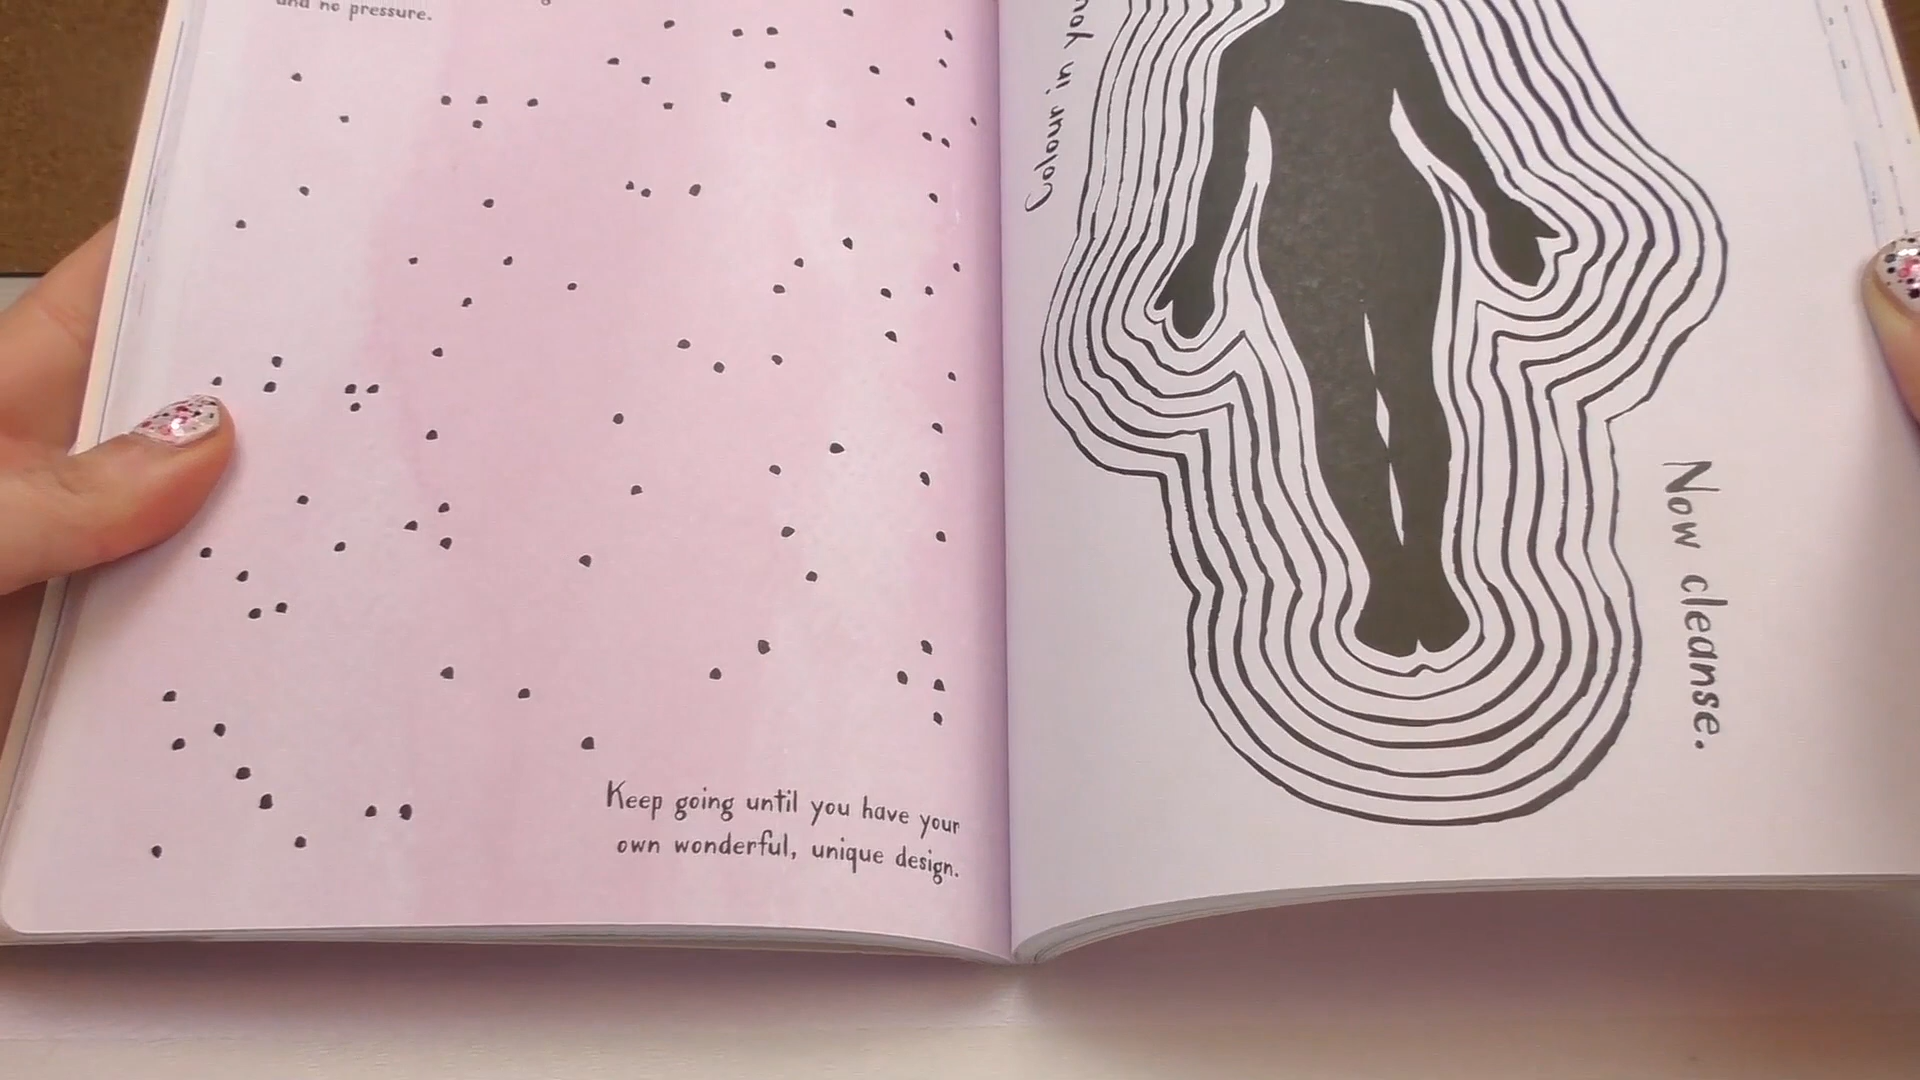 and no pressure.
Keep going until you have your
own wonderful, unique design.
Colour in you
Now cleanse.